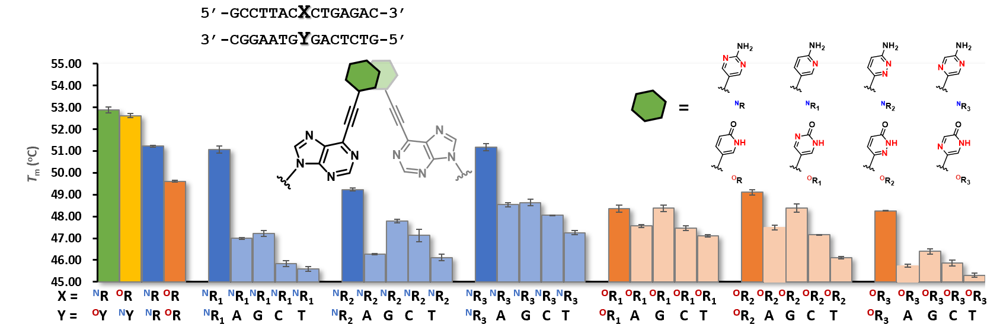 5′-GCCTTACXCTGAGAC-3′
3′-CGGAATGYGACTCTG-5′
55.00
54.00
53.00
52.00
51.00
50.00
49.00
48.00
47.00
46.00
45.00
Tm (oC)
N N N N
N N N N
=
NH2 NH2 NH2 NH2
N N N N N N N
NR NR1 NR2 NR3
O O O O
NH N NH NH N N NH
OR OR1 OR2 OR3
X = NR OR NR OR NR1 NR1 NR1 NR1 NR1 NR2 NR2 NR2 NR2 NR2 NR3 NR3 NR3 NR3 NR3 OR1 OR1 OR1 OR1 OR1 OR2 OR2 OR2 OR2 OR2 OR3 OR3 OR3 OR3 OR3
Y = OY NY NR OR NR1 A G C T NR2 A G C T NR3 A G C T OR1 A G C T OR2 A G C T OR3 A G C T